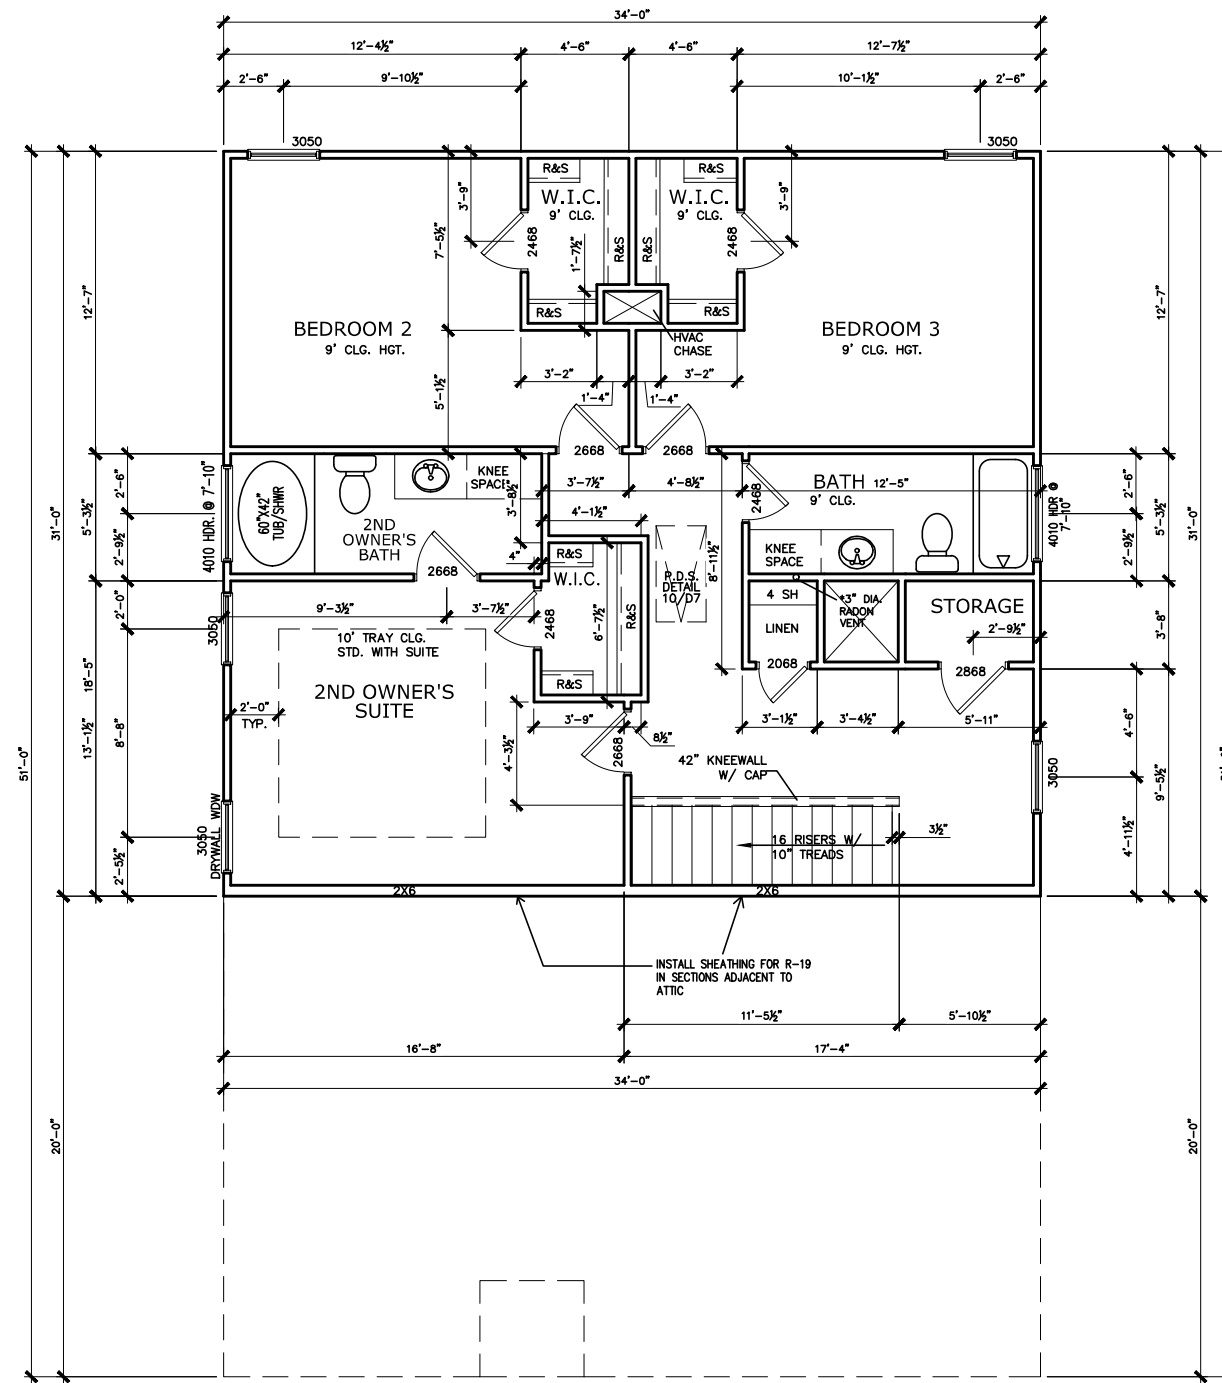 34'-0"
12'-4½"
4'-6"
4'-6"
12'-7½"
2'-6"
9'-10½"
10'-1½"
2'-6"
3050
3050
R&S
R&S
W.I.C.
9' CLG.
W.I.C.
9' CLG.
3'-9"
3'-9"
7'-5½"
2468
2468
R&S
R&S
1'-7½"
12'-7"
12'-7"
R&S
R&S
BEDROOM 2
9' CLG. HGT.
BEDROOM 3
9' CLG. HGT.
HVAC
CHASE
3'-2"
3'-2"
1'-4"
1'-4"
5'-1½"
2668
2668
4010 HDR. @ 7'-10"
60"X42"
TUB/SHWR
KNEE
SPACE
3'-8½"
3'-7½"
4'-8½"
2468
BATH
9' CLG.
12'-5"
4010 HDR @
7'-10"
2'-6"
2'-6"
31'-0"
5'-3½"
5'-3½"
31'-0"
4'-1½"
2ND
OWNER'S
BATH
2'-9½"
2'-9½"
4"
R&S
W.I.C.
P.D.S.
DETAIL
10/D7
8'-11½"
KNEE
SPACE
2668
4 SH
*3" DIA.
RADON
VENT
STORAGE
2'-0"
9'-3½"
3'-7½"
2468
6'-7½"
R&S
LINEN
2'-9½"
3'-8"
3050
10' TRAY CLG.
STD. WITH SUITE
2068
2868
R&S
18'-5"
2ND OWNER'S
SUITE
2'-0"
TYP.
3'-9"
8½"
3'-1½"
3'-4½"
5'-11"
4'-6"
13'-1½"
8'-8"
4'-3½"
2668
42" KNEEWALL
W/ CAP
3050
9'-5½"
51'-0"
3050
DRYWALL WDW
16 RISERS W/
10" TREADS
3½"
4'-11½"
2'-5½"
2X6
2X6
INSTALL SHEATHING FOR R-19
IN SECTIONS ADJACENT TO
ATTIC
11'-5½"
5'-10½"
16'-8"
17'-4"
34'-0"
20'-0"
20'-0"